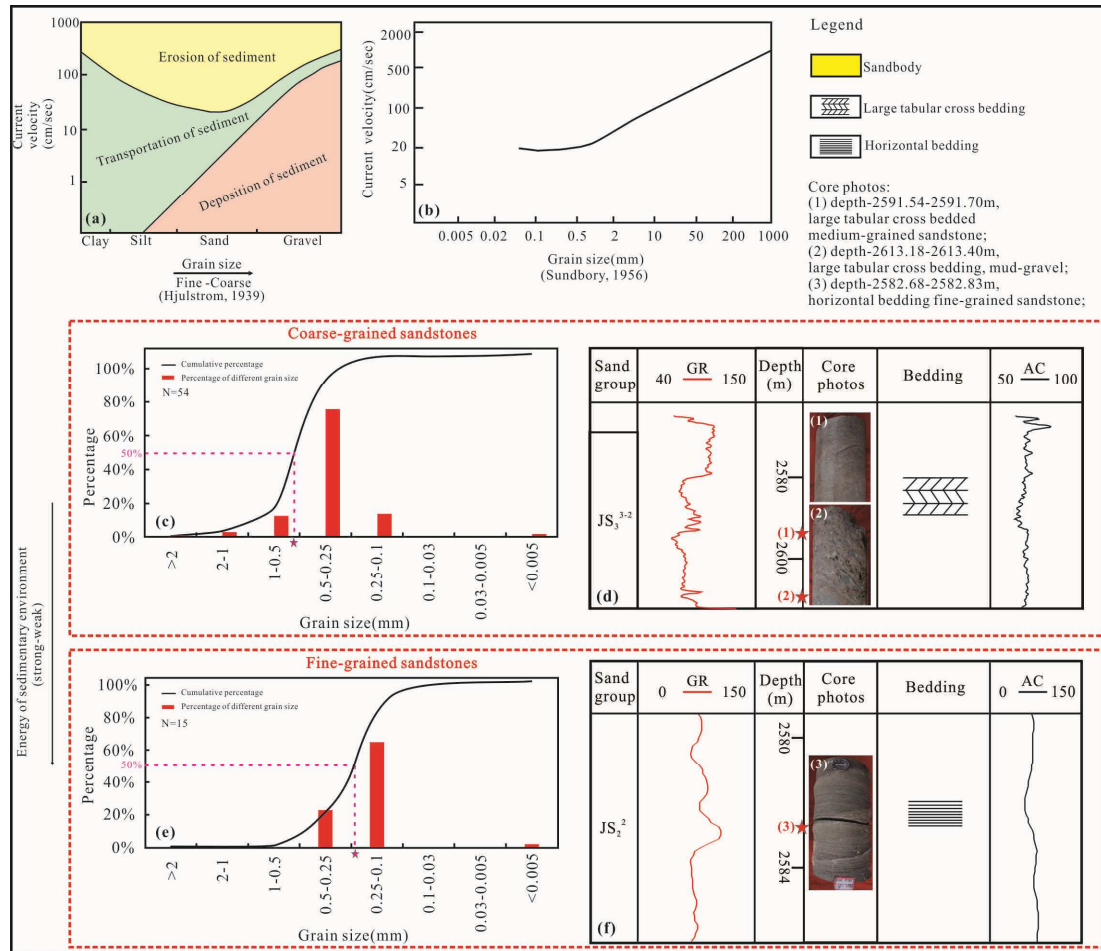 1000
100
10
1
Current
velocity
(cm/sec)
Erosion of sediment
Transportation of sediment
Deposition of sediment
(a)
Clay Silt Sand Gravel
Grain size
Fine -Coarse
(Hjulstrom, 1939)
Current velocity(cm/sec)
2000
500
100
20
5
(b)
0.005 0.02 0.1 0.5 2 10 50 200 1000
Grain size(mm)
(Sundbory, 1956)
Legend
Sandbody
Large tabular cross bedding
Horizontal bedding
Core photos:
(1) depth-2591.54-2591.70m,
large tabular cross bedded
medium-grained sandstone;
(2) depth-2613.18-2613.40m,
large tabular cross bedding, mud-gravel;
(3) depth-2582.68-2582.83m,
horizontal bedding fine-grained sandstone;
Energy of sedimentary environment
(strong-weak)
Coarse-grained sandstones
Percentage
100%
80%
60%
50%
40%
20%
0%
Cumulative percentage
Percentage of different grain size
N=54
(c)
>2 2-1 1-0.5 0.5-0.25 0.25-0.1 0.1-0.03 0.03-0.005 <0.005
Grain size(mm)
Sand group
40 GR 150
Depth (m)
Core photos
Bedding
50 AC 100
JS₃³⁻²
2580
2600
(1)
(2)
(1)
(2)
(d)
Fine-grained sandstones
Percentage
100%
80%
60%
50%
40%
20%
0%
Cumulative percentage
Percentage of different grain size
N=15
(e)
>2 2-1 1-0.5 0.5-0.25 0.25-0.1 0.1-0.03 0.03-0.005 <0.005
Grain size(mm)
Sand group
0 GR 150
Depth (m)
Core photos
Bedding
0 AC 150
JS₂²
2580
2584
(3)
(3)
(f)